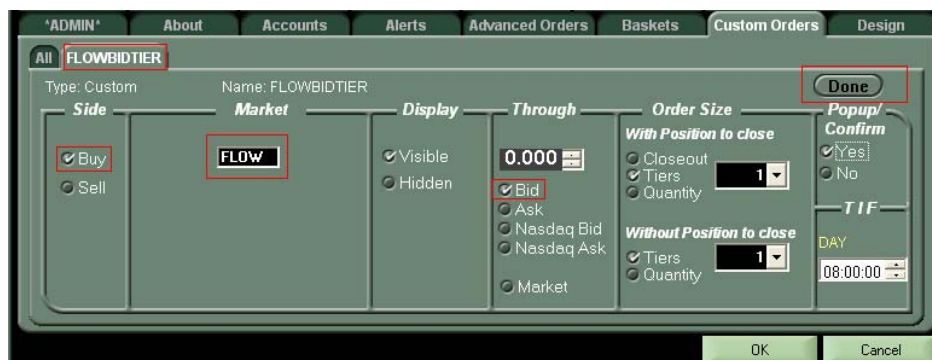 *ADMIN* About Accounts Alerts Advanced Orders Baskets Custom Orders Design
All FLOWBIDTIER
Type: Custom Name: FLOWBIDTIER Done
Side Market Display Through Order Size Popup/
Confirm
Buy
Sell
FLOW
Visible
Hidden
0.000
Bid
Ask
Nasdaq Bid
Nasdaq Ask
Market
With Position to close
Closeout
Tiers 1
Quantity
Without Position to close
Tiers 1
Quantity
Yes
No
TIF
DAY
08:00:00
OK Cancel